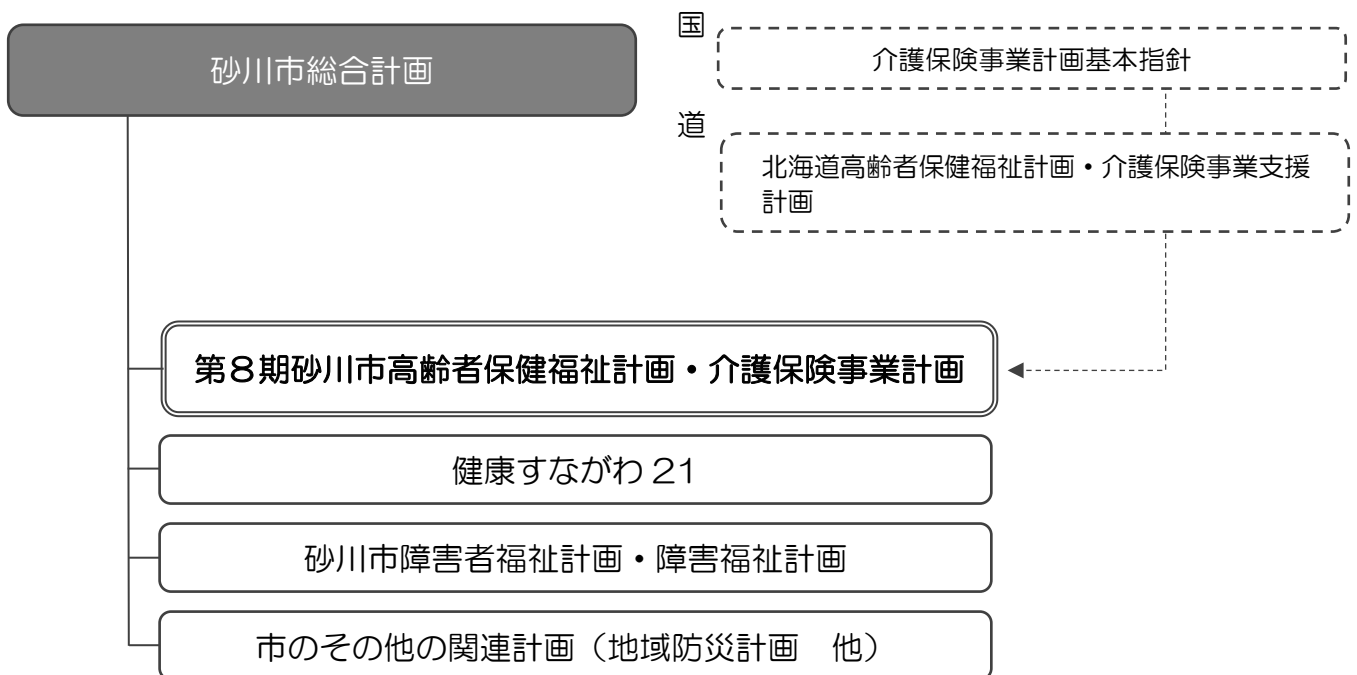 国
砂川市総合計画
介護保険事業計画基本指針
道
北海道高齢者保健福祉計画・介護保険事業支援
計画
第８期砂川市高齢者保健福祉計画・介護保険事業計画
健康すながわ 21
砂川市障害者福祉計画・障害福祉計画
市のその他の関連計画（地域防災計画　他）